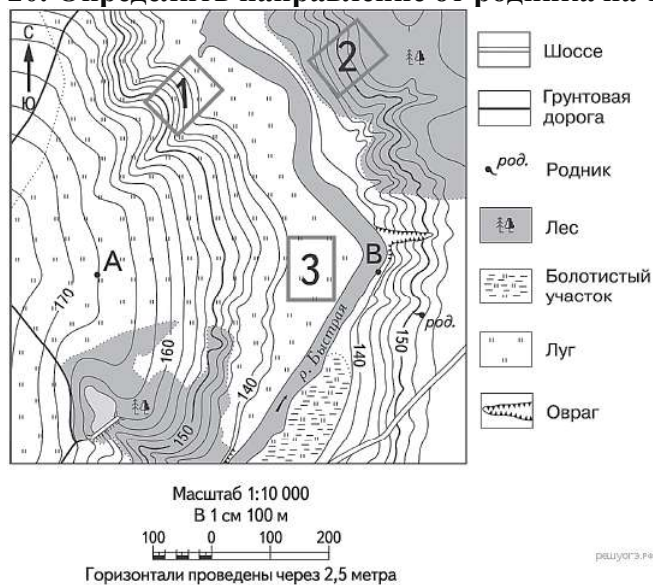 С
Ю
1
2
3
A
B
170
160
150
140
140
150
р. Быстрая
род.
Шоссе
Грунтовая
дорога
род.
Родник
Лес
Болотистый
участок
Луг
Овраг
Масштаб 1:10 000
В 1 см 100 м
100 0 100 200
Горизонтали проведены через 2,5 метра
решуогэ.рф